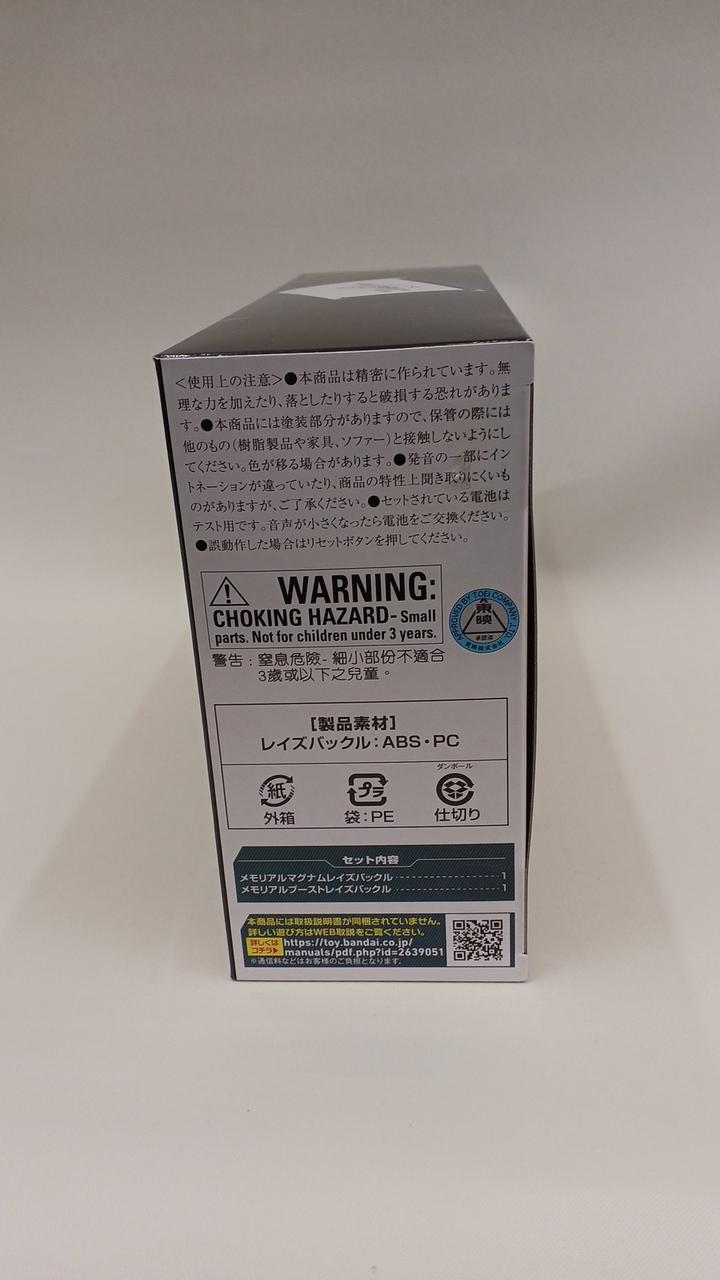 <使用上の注意>●本商品は精密に作られています。無
理な力を加えたり、落としたりすると破損する恐れがありま
す。●本商品には塗装部分がありますので、保管の際には
他のもの(樹脂製品や家具、ソファー)と接触しないようにし
てください。色が移る場合があります。●発音の一部にイン
トネーションが違っていたり、商品の特性上聞き取りにくいも
のがありますが、ご了承ください。●セットされている電池は
テスト用です。音声が小さくなったら電池をご交換ください。
●誤動作した場合はリセットボタンを押してください。
WARNING:
CHOKING HAZARD- Small
parts. Not for children under 3 years.
警告：窒息危險- 細小部份不適合
3歲或以下之兒童。
APPROVED BY TOEI COMPANY, LTD.
東映
承認済
東映株式会社
[製品素材]
レイズバックル：ABS・PC
紙
外箱
プラ
袋：PE
ダンボール
仕切り
セット内容
メモリアルマグナムレイズバックル 1
メモリアルブーストレイズバックル 1
本商品には取扱説明書が同梱されていません。
詳しい遊び方はWEB取説をご覧ください。
詳しくは
コチラ▶
https://toy.bandai.co.jp/
manuals/pdf.php?id=2639051
※通信料などはお客様のご負担となります。